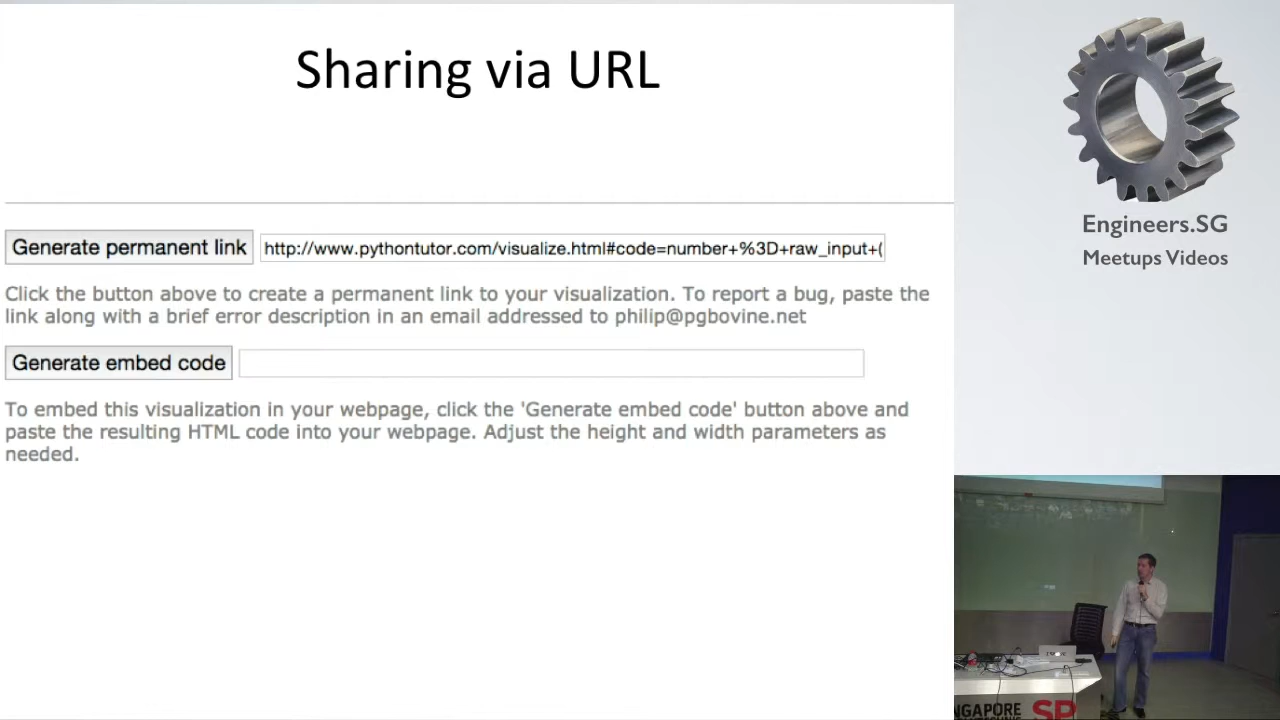 Sharing via URL
Generate permanent link
http://www.pythontutor.com/visualize.html#code=number+%3D+raw_input+(
Click the button above to create a permanent link to your visualization. To report a bug, paste the
link along with a brief error description in an email addressed to philip@pgbovine.net
Generate embed code
To embed this visualization in your webpage, click the 'Generate embed code' button above and
paste the resulting HTML code into your webpage. Adjust the height and width parameters as
needed.
Engineers.SG
Meetups Videos
NGAPORE
SP